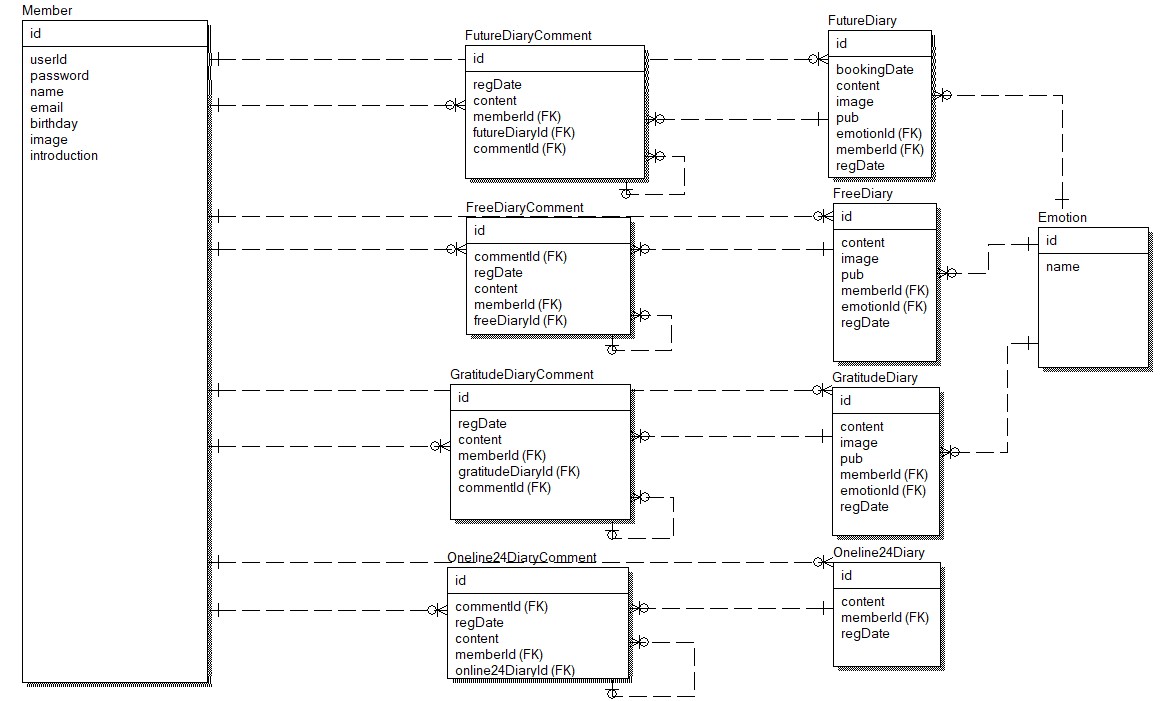 Member
id
userId
password
name
email
birthday
image
introduction
FutureDiaryComment
id
regDate
content
memberId (FK)
futureDiaryId (FK)
commentId (FK)
FutureDiary
id
bookingDate
content
image
pub
emotionId (FK)
memberId (FK)
regDate
FreeDiaryComment
id
commentId (FK)
regDate
content
memberId (FK)
freeDiaryId (FK)
FreeDiary
id
content
image
pub
memberId (FK)
emotionId (FK)
regDate
Emotion
id
name
GratitudeDiaryComment
id
regDate
content
memberId (FK)
gratitudeDiaryId (FK)
commentId (FK)
GratitudeDiary
id
content
image
pub
memberId (FK)
emotionId (FK)
regDate
Oneline24DiaryComment
id
commentId (FK)
regDate
content
memberId (FK)
online24DiaryId (FK)
Oneline24Diary
id
content
memberId (FK)
regDate